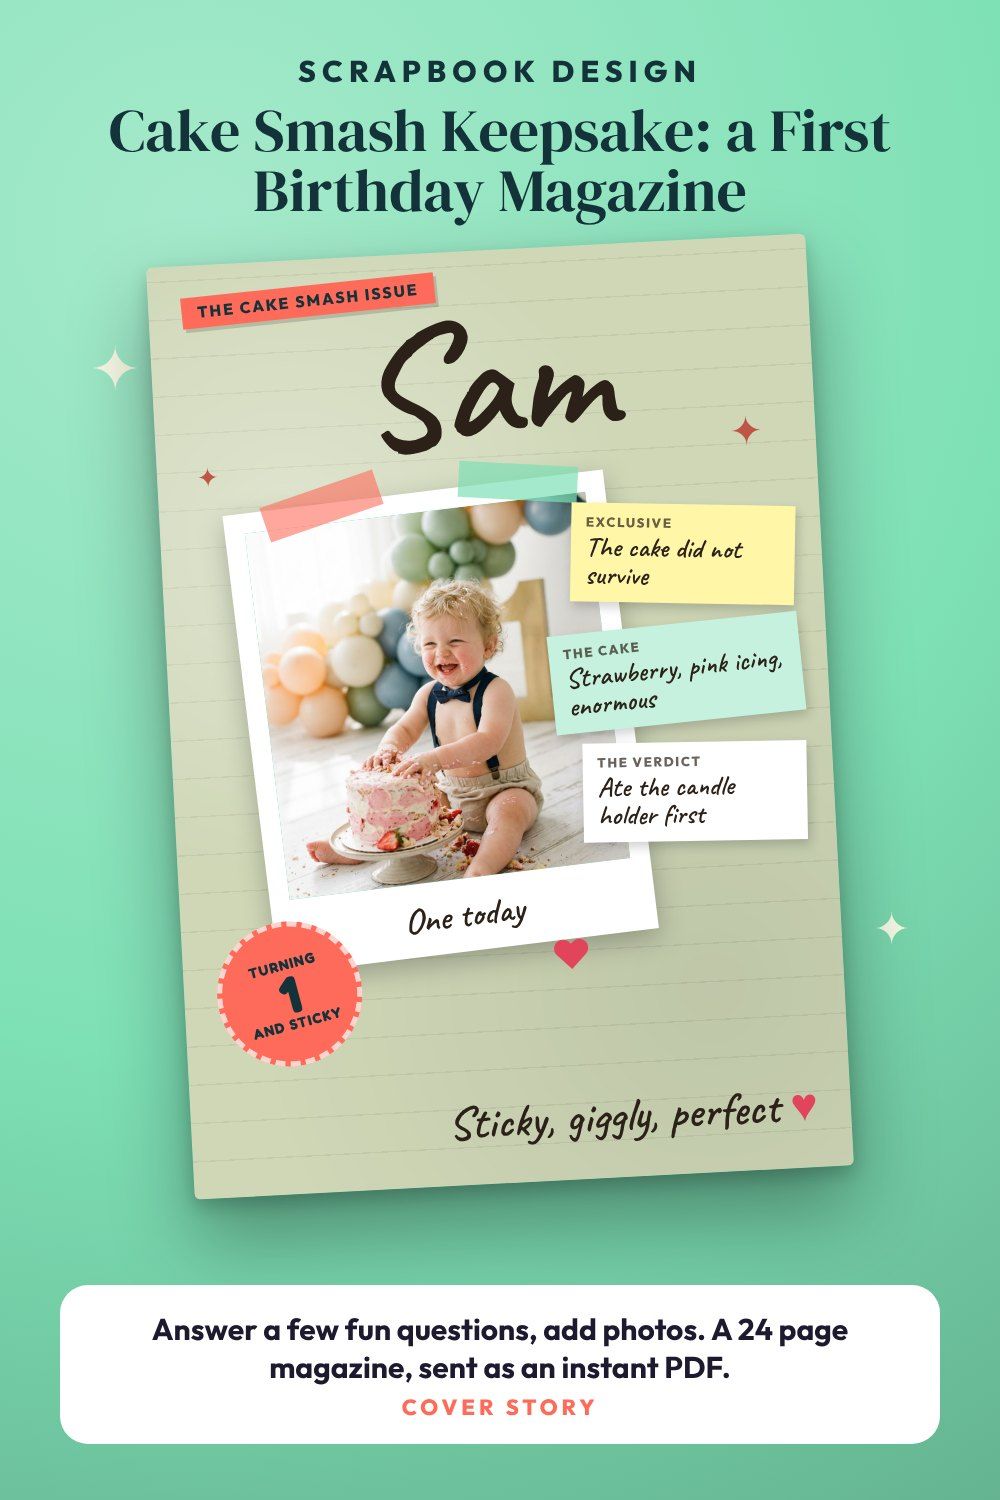 SCRAPBOOK DESIGN
Cake Smash Keepsake: a First
Birthday Magazine
THE CAKE SMASH ISSUE
Sam
EXCLUSIVE
The cake did not
survive
THE CAKE
Strawberry, pink icing,
enormous
THE VERDICT
Ate the candle
holder first
One today
TURNING
1
AND STICKY
Sticky, giggly, perfect ♥
Answer a few fun questions, add photos. A 24 page
magazine, sent as an instant PDF.
COVER STORY